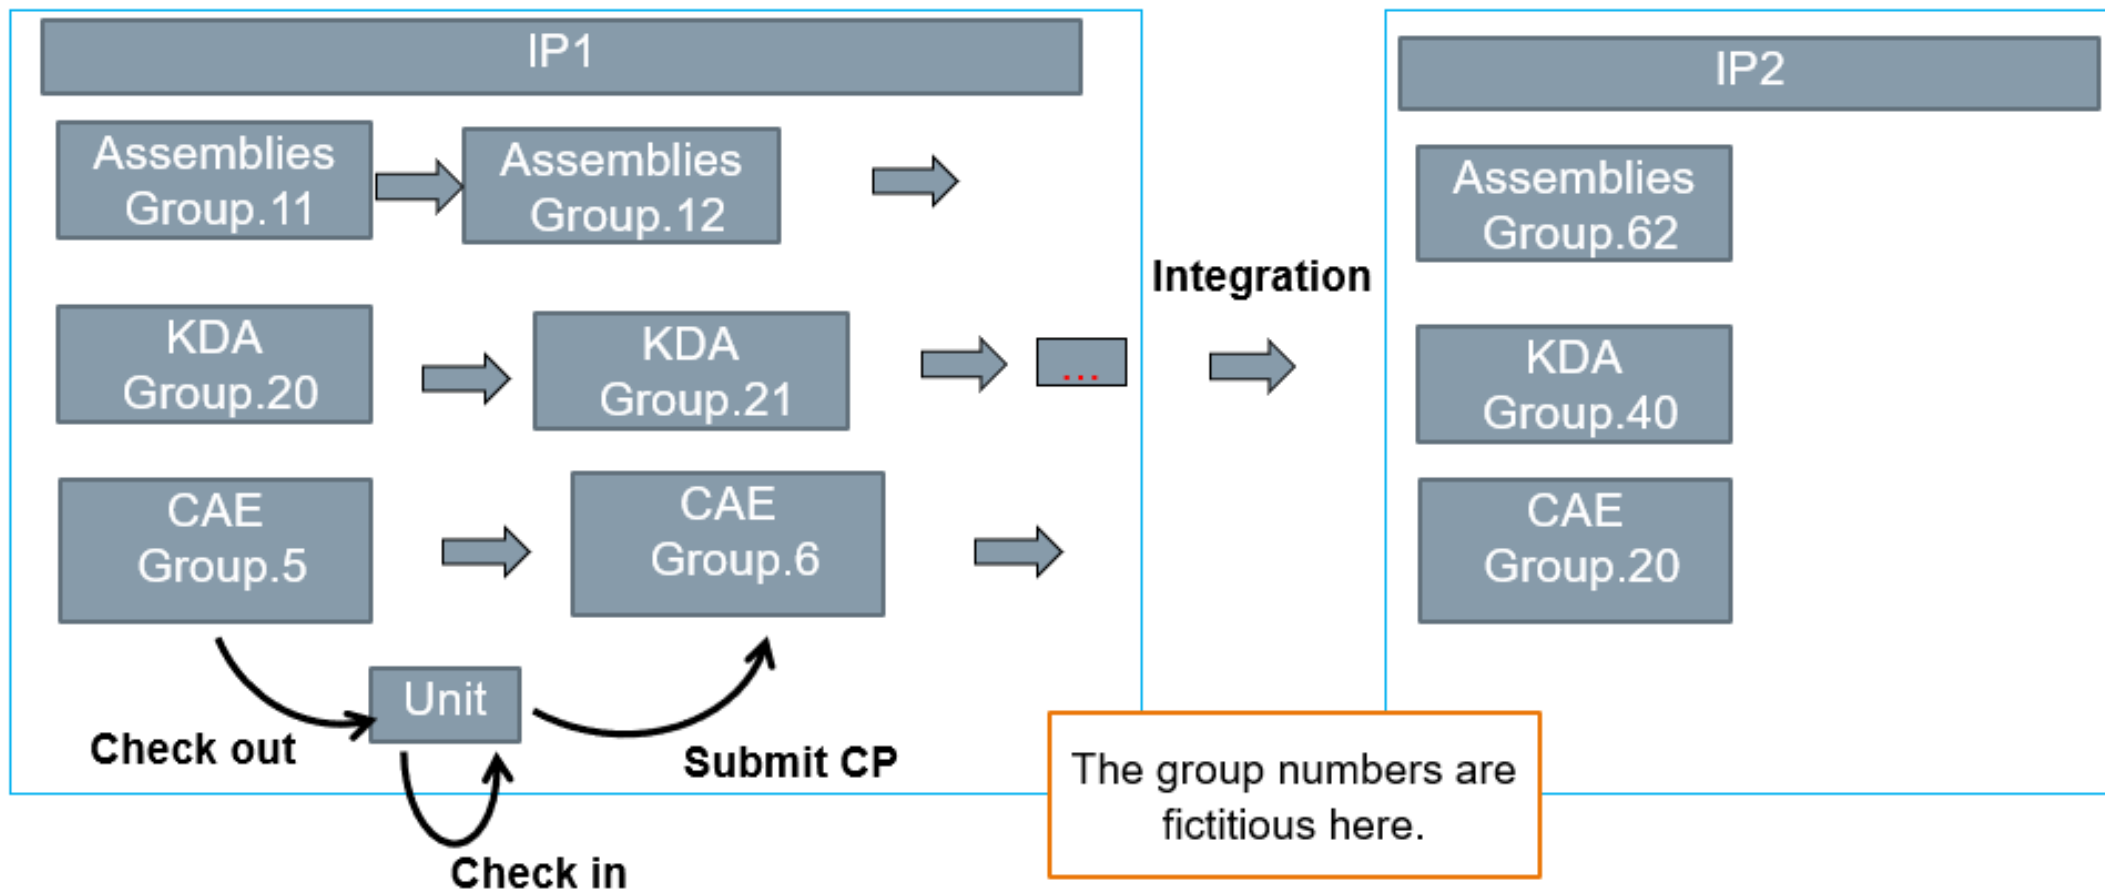 IP1
Assemblies
Group.11
Assemblies
Group.12
KDA
Group.20
KDA
Group.21
...
CAE
Group.5
CAE
Group.6
Unit
Check out
Submit CP
Check in
Integration
IP2
Assemblies
Group.62
KDA
Group.40
CAE
Group.20
The group numbers are
fictitious here.